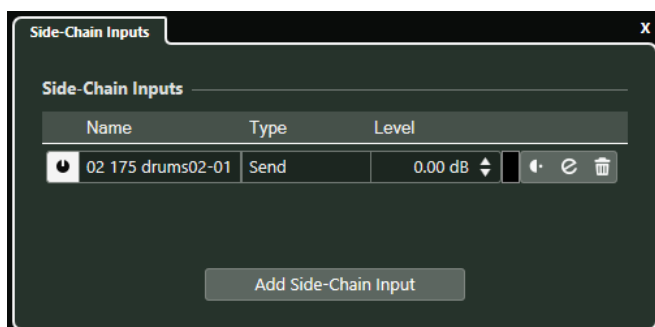 Side-Chain Inputs
x
Side-Chain Inputs
Name Type Level
02 175 drums02-01 Send 0.00 dB
Add Side-Chain Input